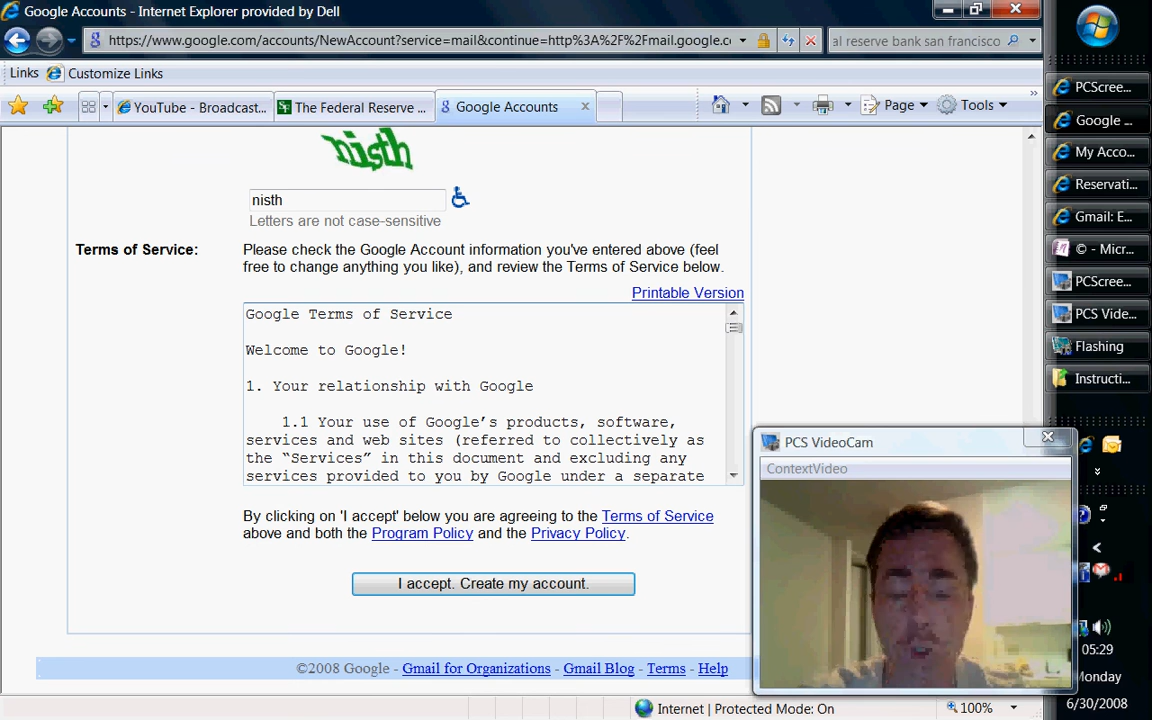 Google Accounts - Internet Explorer provided by Dell
https://www.google.com/accounts/NewAccount?service=mail&continue=http%3A%2F%2Fmail.google.c
al reserve bank san francisco
Links Customize Links
YouTube - Broadcast...
The Federal Reserve ...
Google Accounts
Page
Tools
nisth
nisth
Letters are not case-sensitive
Terms of Service:
Please check the Google Account information you've entered above (feel
free to change anything you like), and review the Terms of Service below.
Printable Version
Google Terms of Service
Welcome to Google!
1. Your relationship with Google
1.1 Your use of Google’s products, software,
services and web sites (referred to collectively as
the “Services” in this document and excluding any
services provided to you by Google under a separate
By clicking on 'I accept' below you are agreeing to the Terms of Service
above and both the Program Policy and the Privacy Policy.
I accept. Create my account.
©2008 Google - Gmail for Organizations - Gmail Blog - Terms - Help
Internet | Protected Mode: On
100%
PCS VideoCam
ContextVideo
PCScree...
Google ...
My Acco...
Reservati...
Gmail: E...
© - Micr...
PCScree...
PCS Vide...
Flashing
Instructi...
05:29
Monday
6/30/2008